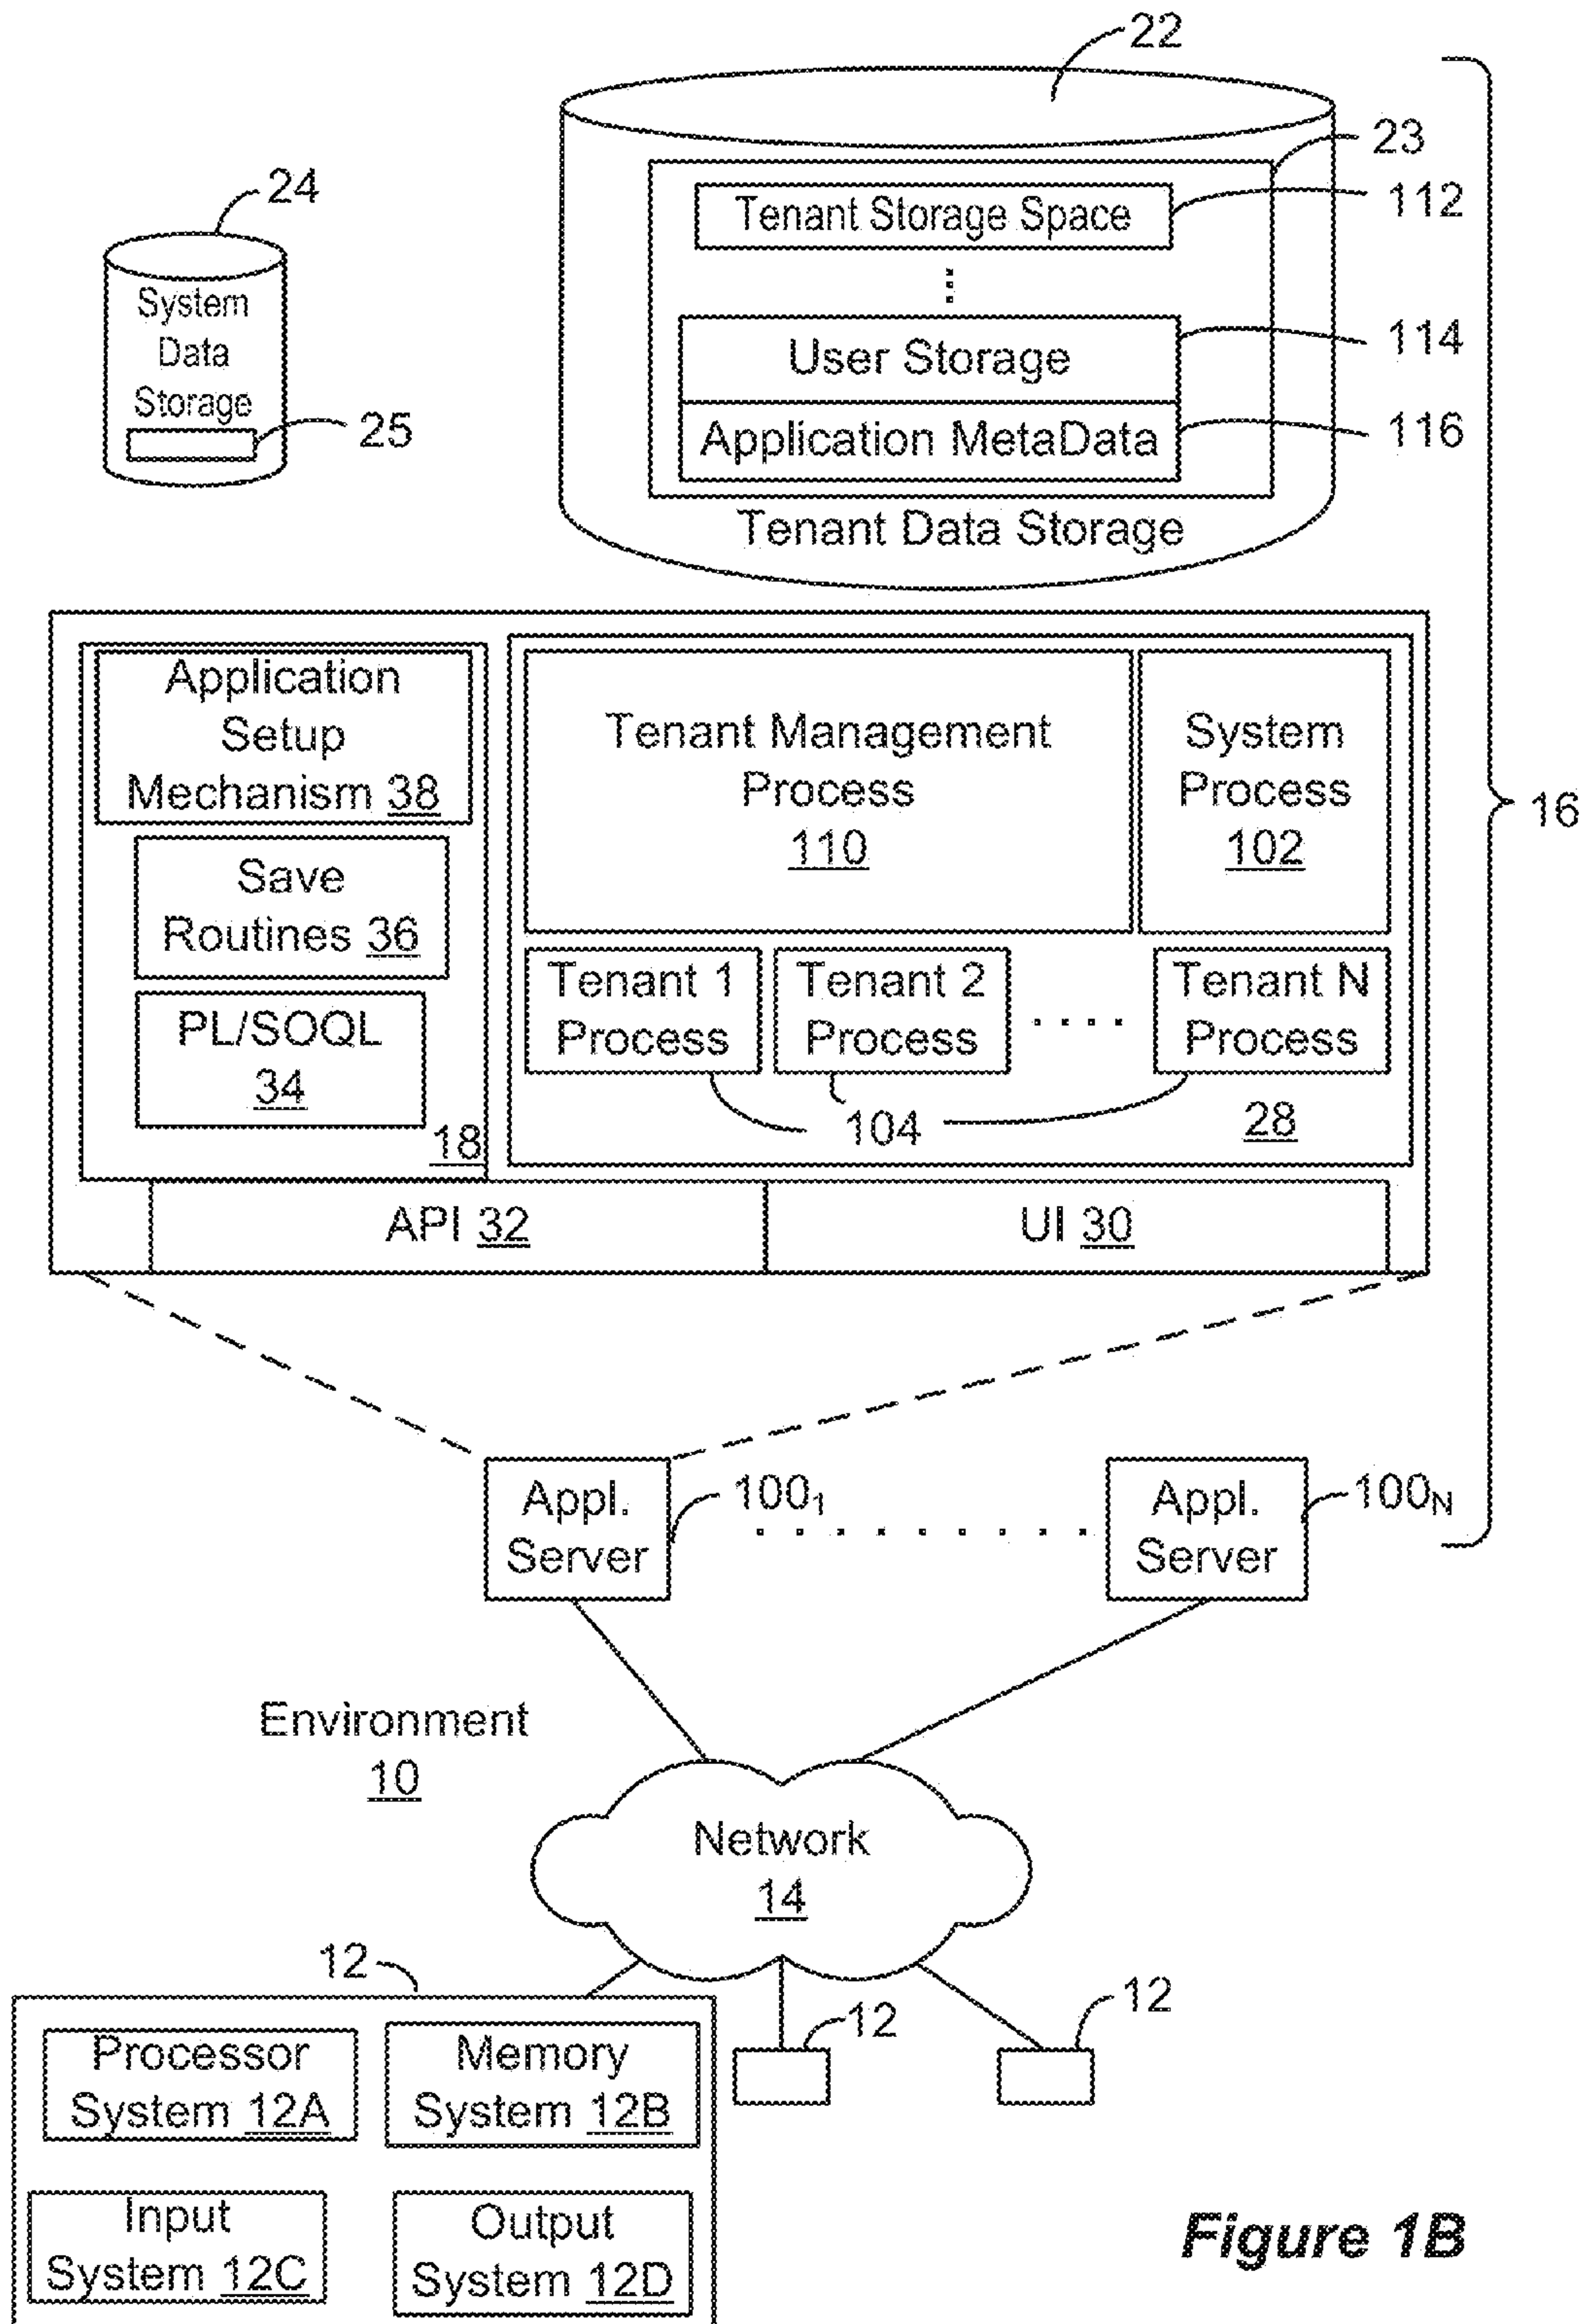 22
23
24
Tenant Storage Space
112
System
Data
Storage
25
User Storage
114
Application MetaData
116
Tenant Data Storage
Application
Setup
Mechanism 38
Tenant Management
Process
110
System
Process
102
16
Save
Routines 36
Tenant 1
Process
Tenant 2
Process
Tenant N
Process
PL/SOQL
34
104
28
18
API 32
UI 30
Appl.
Server
100₁
Appl.
Server
100N
Environment
10
Network
14
12
12
12
Processor
System 12A
Memory
System 12B
Input
System 12C
Output
System 12D
Figure 1B